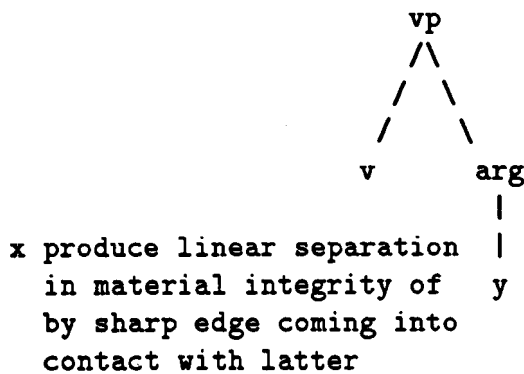 vp
/\
/ \
/ \
v arg
|
x produce linear separation |
in material integrity of y
by sharp edge coming into
contact with latter